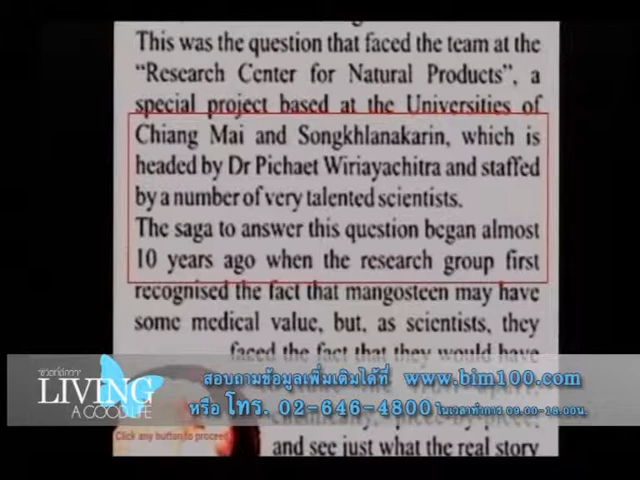 This was the question that faced the team at the
“Research Center for Natural Products”, a
special project based at the Universities of
Chiang Mai and Songkhlanakarin, which is
headed by Dr Pichaet Wiriayachitra and staffed
by a number of very talented scientists.
The saga to answer this question began almost
10 years ago when the research group first
recognised the fact that mangosteen may have
some medical value, but, as scientists, they
faced the fact that they would have
and see just what the real story
LIVING
A GOOD LIFE
สอบถามข้อมูลเพิ่มเติมได้ที่ www.bim100.com
หรือ โทร. 02-646-4800 ในเวลาทำการ 09.00-18.00น.
Click any button to proceed